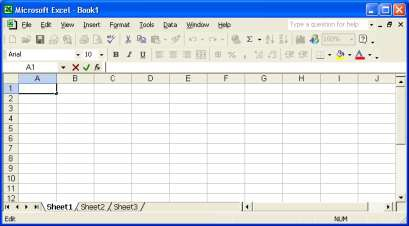 Microsoft Excel - Book1
File Edit View Insert Format Tools Data Window Help Type a question for help
100%
Arial 10 B I U
A1 fx
A B C D E F G H I J
1
2
3
4
5
6
7
8
9
10
11
12
Sheet1 Sheet2 Sheet3
Edit NUM